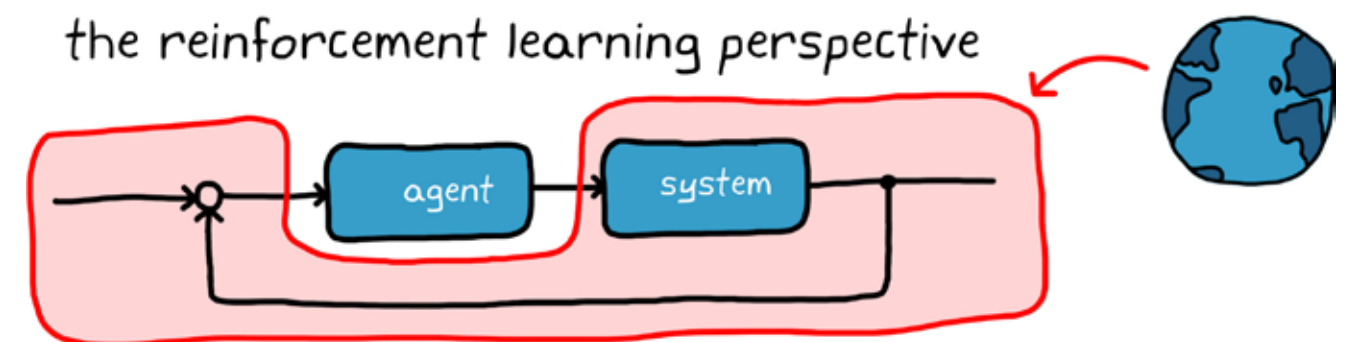 the reinforcement learning perspective
agent
system